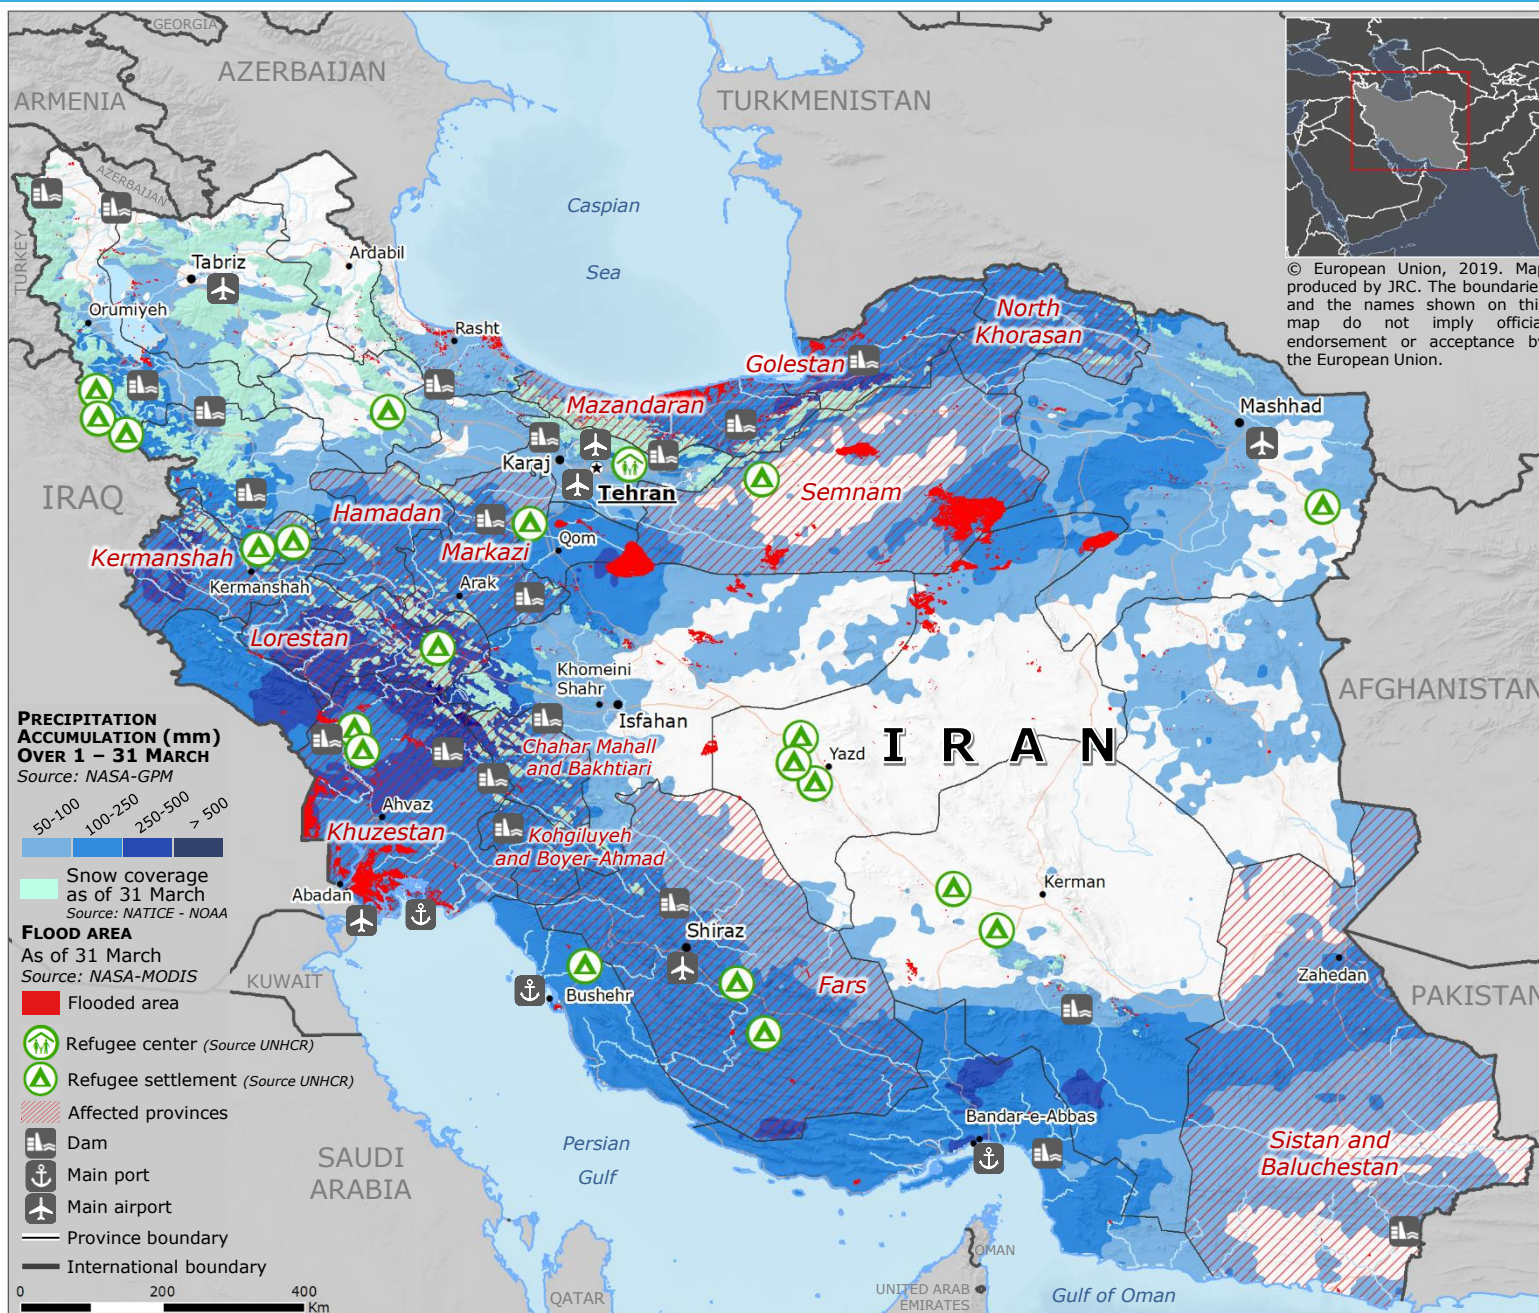 GEORGIA
AZERBAIJAN
ARMENIA
TURKMENISTAN
AZERBAIJAN
TURKEY
Caspian
Sea
Ardabil
Tabriz
Orumiyeh
Rasht
North
Khorasan
Golestan
Mazandaran
Mashhad
Karaj
Tehran
Semnam
IRAQ
Hamadan
Markazi
Qom
Kermanshah
Kermanshah
Arak
Lorestan
Khomeini
Shahr
Isfahan
AFGHANISTAN
Chahar Mahall
and Bakhtiari
I R A N
Yazd
Ahvaz
Khuzestan
Kohgiluyeh
and Boyer-Ahmad
Abadan
Kerman
Shiraz
Zahedan
KUWAIT
Bushehr
Fars
PAKISTAN
Bandar-e-Abbas
Sistan and
Baluchestan
Persian
Gulf
SAUDI
ARABIA
OMAN
UNITED ARAB
EMIRATES
QATAR
Gulf of Oman
© European Union, 2019. Map
produced by JRC. The boundaries
and the names shown on this
map do not imply official
endorsement or acceptance by
the European Union.
PRECIPITATION
ACCUMULATION (mm)
OVER 1 – 31 MARCH
Source: NASA-GPM
50-100 100-250 250-500 > 500
Snow coverage
as of 31 March
Source: NATICE - NOAA
FLOOD AREA
As of 31 March
Source: NASA-MODIS
Flooded area
Refugee center (Source UNHCR)
Refugee settlement (Source UNHCR)
Affected provinces
Dam
Main port
Main airport
Province boundary
International boundary
0 200 400
Km